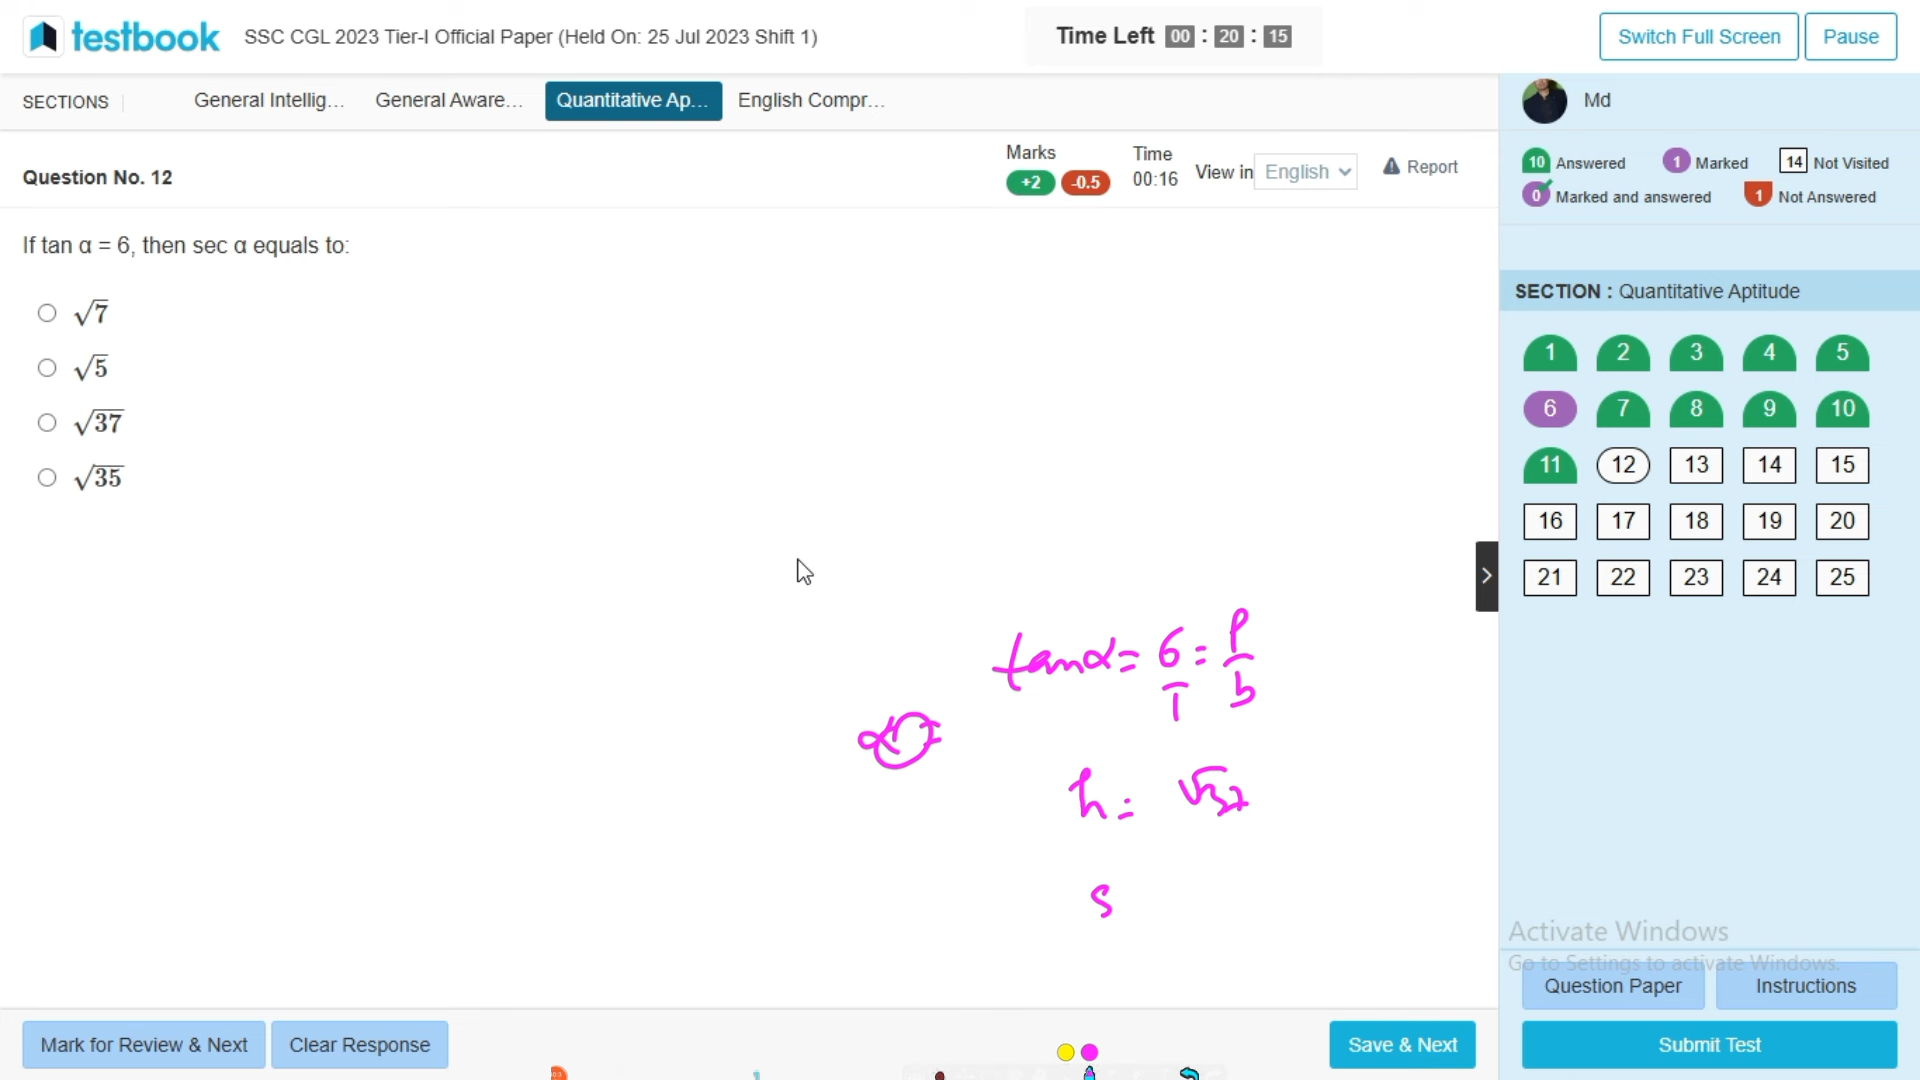 testbook SSC CGL 2023 Tier-I Official Paper (Held On: 25 Jul 2023 Shift 1) Time Left 00 : 20 : 15 Switch Full Screen Pause
SECTIONS General Intellig... General Aware... Quantitative Ap... English Compr...
Md
Question No. 12 Marks +2 -0.5 Time 00:16 View in English Report
10 Answered 1 Marked 14 Not Visited
0 Marked and answered 1 Not Answered
If tan α = 6, then sec α equals to:
√7
√5
√37
√35
SECTION : Quantitative Aptitude
1 2 3 4 5
6 7 8 9 10
11 12 13 14 15
16 17 18 19 20
21 22 23 24 25
tanα = 6/1 = p/b
h = √37
s
Activate Windows
Go to Settings to activate Windows.
Question Paper Instructions
Mark for Review & Next Clear Response Save & Next Submit Test